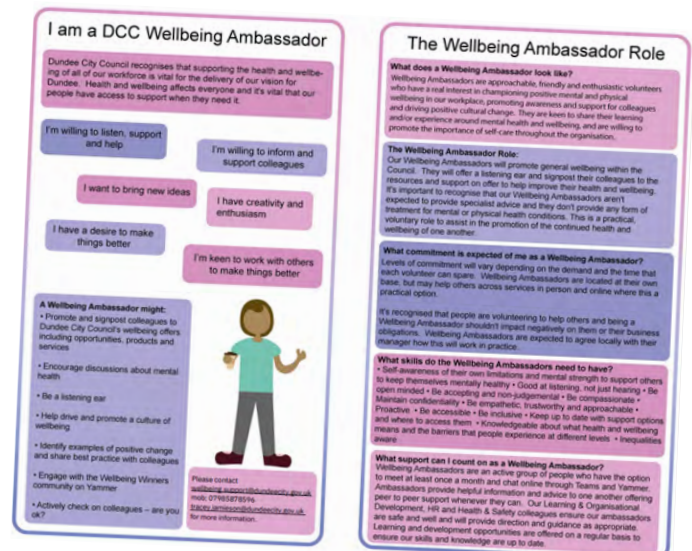 I am a DCC Wellbeing Ambassador
Dundee City Council recognises that supporting the health and wellbe-
ing of all of our workforce is vital for the delivery of our vision for
Dundee. Health and wellbeing affects everyone and it's vital that our
people have access to support when they need it.
I'm willing to listen, support
and help
I'm willing to inform and
support colleagues
I want to bring new ideas
I have creativity and
enthusiasm
I have a desire to make
things better
I'm keen to work with others
to make things better
A Wellbeing Ambassador might:
• Promote and signpost colleagues to
Dundee City Council's wellbeing offers
including opportunities, products and
services
• Encourage discussions about mental
health
• Be a listening ear
• Help drive and promote a culture of
wellbeing
• Identify examples of positive change
and share best practice with colleagues
• Engage with the Wellbeing Winners
community on Yammer
• Actively check on colleagues – are you
ok?
Please contact
wellbeing.support@dundeecity.gov.uk
mob: 07985878596
tracey.jamieson@dundeecity.gov.uk
for more information.
The Wellbeing Ambassador Role
What does a Wellbeing Ambassador look like?
Wellbeing Ambassadors are approachable, friendly and enthusiastic volunteers
who have a real interest in championing positive mental and physical
wellbeing in our workplace, promoting awareness and support for colleagues
and driving positive cultural change. They are keen to share their learning
and/or experience around mental health and wellbeing, and are willing to
promote the importance of self-care throughout the organisation.
The Wellbeing Ambassador Role:
Our Wellbeing Ambassadors will promote general wellbeing within the
Council. They will offer a listening ear and signpost their colleagues to the
resources and support on offer to help improve their health and wellbeing.
It's important to recognise that our Wellbeing Ambassadors aren't
expected to provide specialist advice and they don't provide any form of
treatment for mental or physical health conditions. This is a practical,
voluntary role to assist in the promotion of the continued health and
wellbeing of one another.
What commitment is expected of me as a Wellbeing Ambassador?
Levels of commitment will vary depending on the demand and the time that
each volunteer can spare. Wellbeing Ambassadors are located at their own
base, but may help others across services in person and online where this a
practical option.
It's recognised that people are volunteering to help others and being a
Wellbeing Ambassador shouldn't impact negatively on them or their business
obligations. Wellbeing Ambassadors are expected to agree locally with their
manager how this will work in practice.
What skills do the Wellbeing Ambassadors need to have?
• Self-awareness of their own limitations and mental strength to support others
to keep themselves mentally healthy • Good at listening, not just hearing • Be
open minded • Be accepting and non-judgemental • Be compassionate •
Maintain confidentiality • Be empathetic, trustworthy and approachable •
Proactive • Be accessible • Be inclusive • Keep up to date with support options
and where to access them • Knowledgeable about what health and wellbeing
means and the barriers that people experience at different levels • Inequalities
aware
What support can I count on as a Wellbeing Ambassador?
Wellbeing Ambassadors are an active group of people who have the option
to meet at least once a month and chat online through Teams and Yammer.
Ambassadors provide helpful information and advice to one another offering
peer to peer support whenever they can. Our Learning & Organisational
Development, HR and Health & Safety colleagues ensure our ambassadors
are safe and well and will provide direction and guidance as appropriate.
Learning and development opportunities are offered on a regular basis to
ensure our skills and knowledge are up to date.